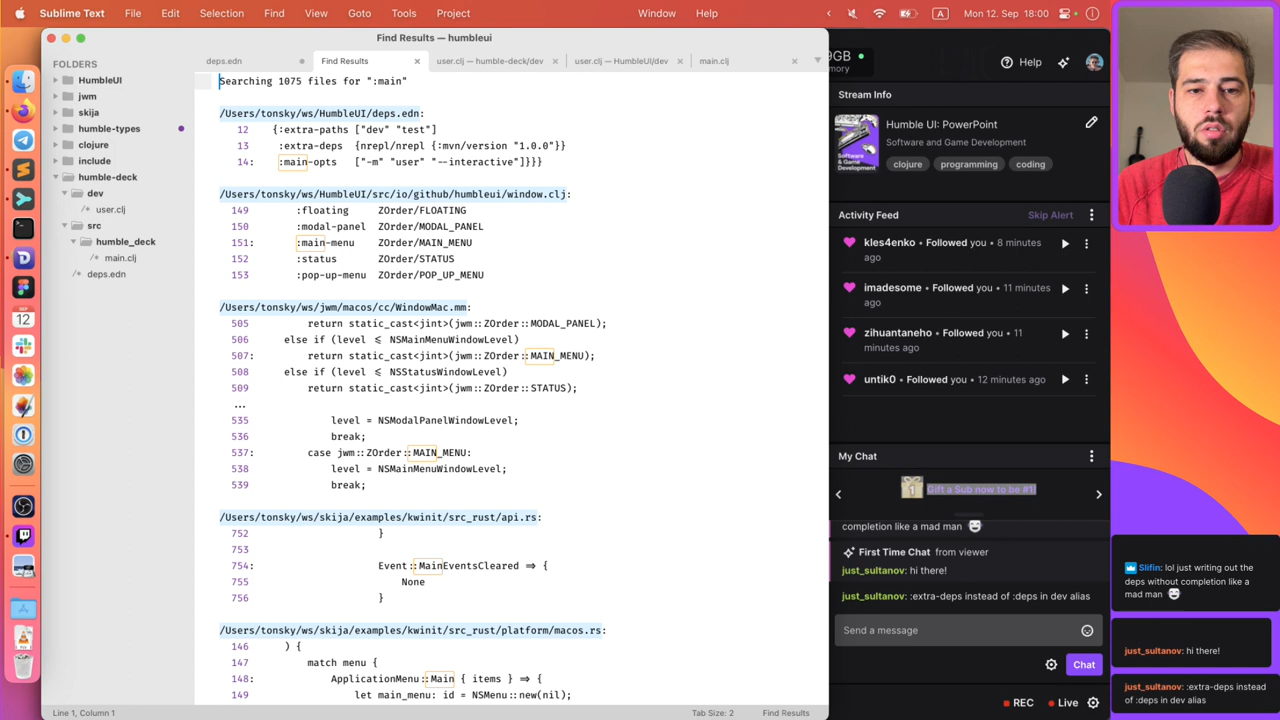 Sublime Text File Edit Selection Find View Goto Tools Project Window Help
A Mon 12. Sep 18:00
Find Results — humbleui
FOLDERS
HumbleUI
jwm
skija
humble-types
clojure
include
humble-deck
dev
user.clj
src
humble_deck
main.clj
deps.edn
deps.edn Find Results user.clj — humble-deck/dev user.clj — HumbleUI/dev main.clj
Searching 1075 files for ":main"
/Users/tonsky/ws/HumbleUI/deps.edn:
12 {:extra-paths ["dev" "test"]
13 :extra-deps {nrepl/nrepl {:mvn/version "1.0.0"}}
14: :main-opts ["-m" "user" "--interactive"]}}}
/Users/tonsky/ws/HumbleUI/src/io/github/humbleui/window.clj:
149 :floating ZOrder/FLOATING
150 :modal-panel ZOrder/MODAL_PANEL
151: :main-menu ZOrder/MAIN_MENU
152 :status ZOrder/STATUS
153 :pop-up-menu ZOrder/POP_UP_MENU
/Users/tonsky/ws/jwm/macos/cc/WindowMac.mm:
505 return static_cast<jint>(jwm::ZOrder::MODAL_PANEL);
506 else if (level <= NSMainMenuWindowLevel)
507: return static_cast<jint>(jwm::ZOrder::MAIN_MENU);
508 else if (level <= NSStatusWindowLevel)
509 return static_cast<jint>(jwm::ZOrder::STATUS);
...
535 level = NSModalPanelWindowLevel;
536 break;
537: case jwm::ZOrder::MAIN_MENU:
538 level = NSMainMenuWindowLevel;
539 break;
/Users/tonsky/ws/skija/examples/kwinit/src_rust/api.rs:
752 }
753
754: Event::MainEventsCleared => {
755 None
756 }
/Users/tonsky/ws/skija/examples/kwinit/src_rust/platform/macos.rs:
146 ) {
147 match menu {
148: ApplicationMenu::Main { items } => {
149 let main_menu: id = NSMenu::new(nil);
Line 1, Column 1 Tab Size: 2 Find Results
9GB
mory
Help
Stream Info
Software & Game Development
Humble UI: PowerPoint
Software and Game Development
clojure programming coding
Activity Feed Skip Alert
kles4enko • Followed you • 8 minutes
ago
imadesome • Followed you • 11 minutes
ago
zihuantaneho • Followed you • 11
minutes ago
untik0 • Followed you • 12 minutes ago
My Chat
1 Gift a Sub now to be #1!
completion like a mad man
First Time Chat from viewer
just_sultanov: hi there!
just_sultanov: :extra-deps instead of :deps in dev alias
Send a message
Chat
REC Live
Slifin: lol just writing out the
deps without completion like a
mad man
just_sultanov: hi there!
just_sultanov: :extra-deps instead
of :deps in dev alias